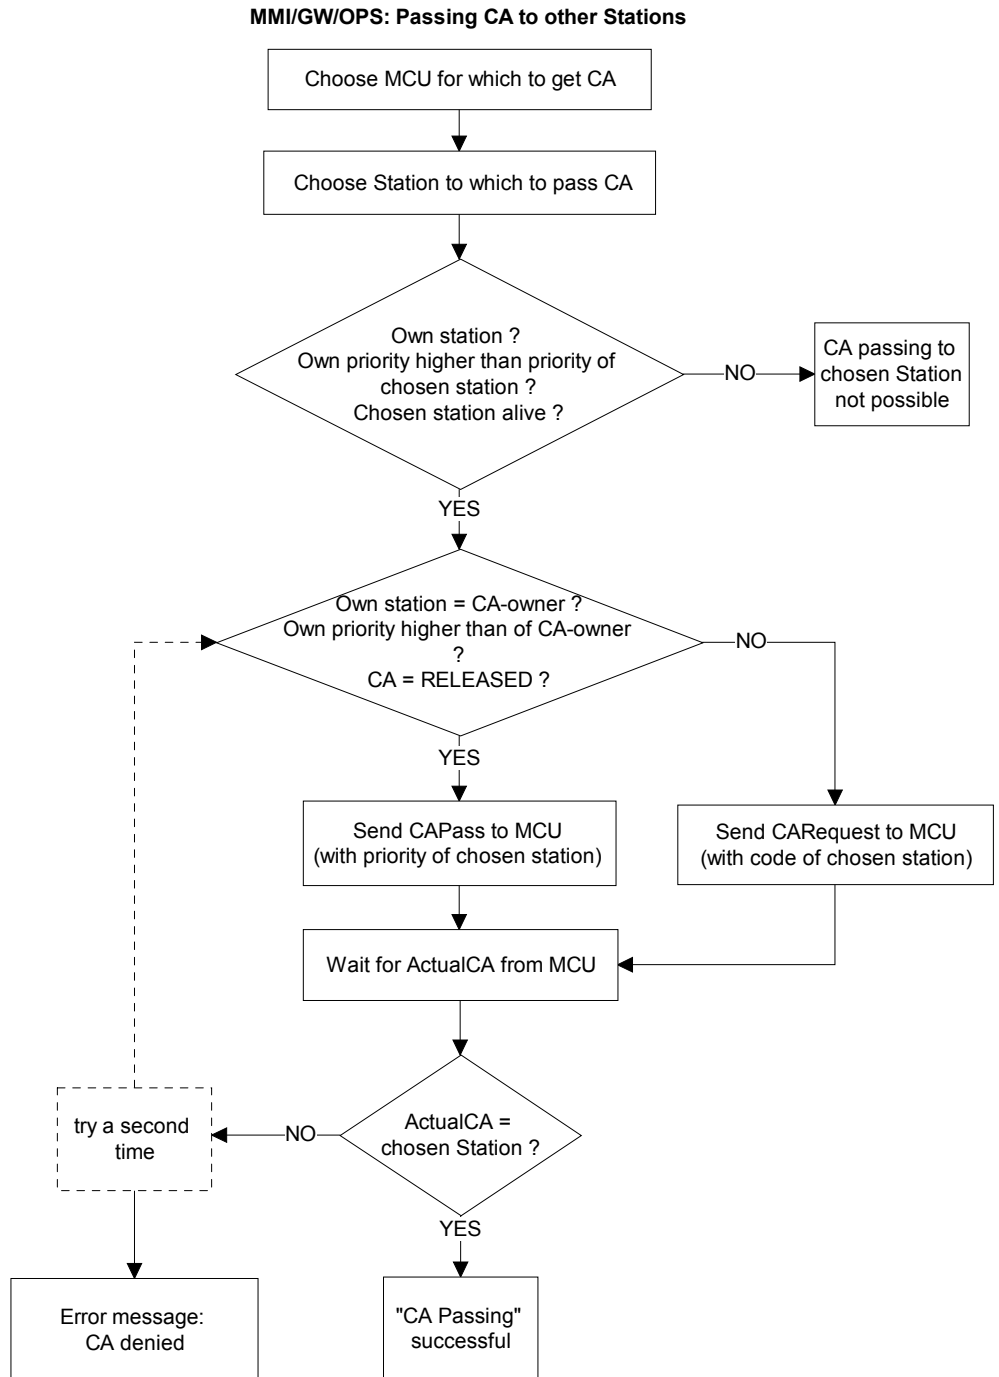 MMI/GW/OPS: Passing CA to other Stations
Choose MCU for which to get CA
Choose Station to which to pass CA
Own station ?
Own priority higher than priority of
chosen station ?
Chosen station alive ?
NO
CA passing to
chosen Station
not possible
YES
Own station = CA-owner ?
Own priority higher than of CA-owner
?
CA = RELEASED ?
NO
YES
Send CAPass to MCU
(with priority of chosen station)
Send CARequest to MCU
(with code of chosen station)
Wait for ActualCA from MCU
ActualCA =
chosen Station ?
NO
try a second
time
YES
Error message:
CA denied
"CA Passing"
successful